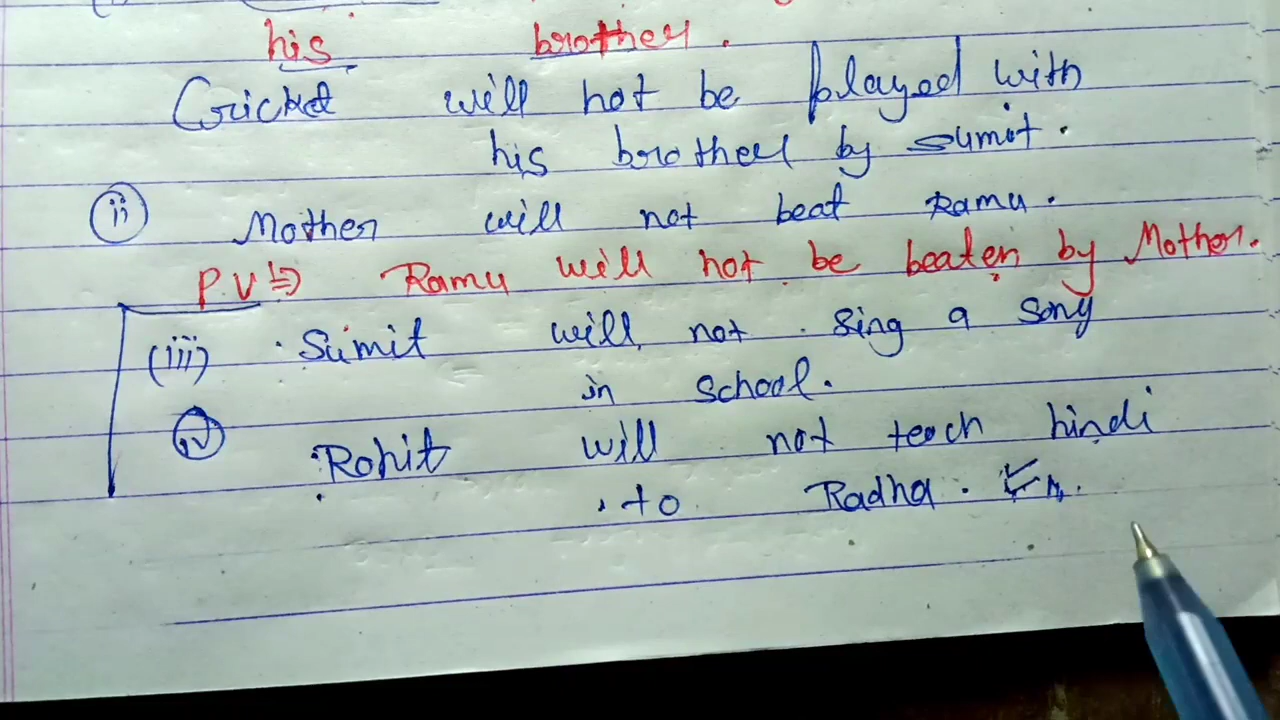 his brother.
Cricket will not be played with
his brother by sumit.
(ii) Mother will not beat Ramu.
P.V ⇒ Ramu will not be beaten by Mother.
(iii) Sumit will not sing a song
in school.
(iv) Rohit will not teach hindi
to Radha.